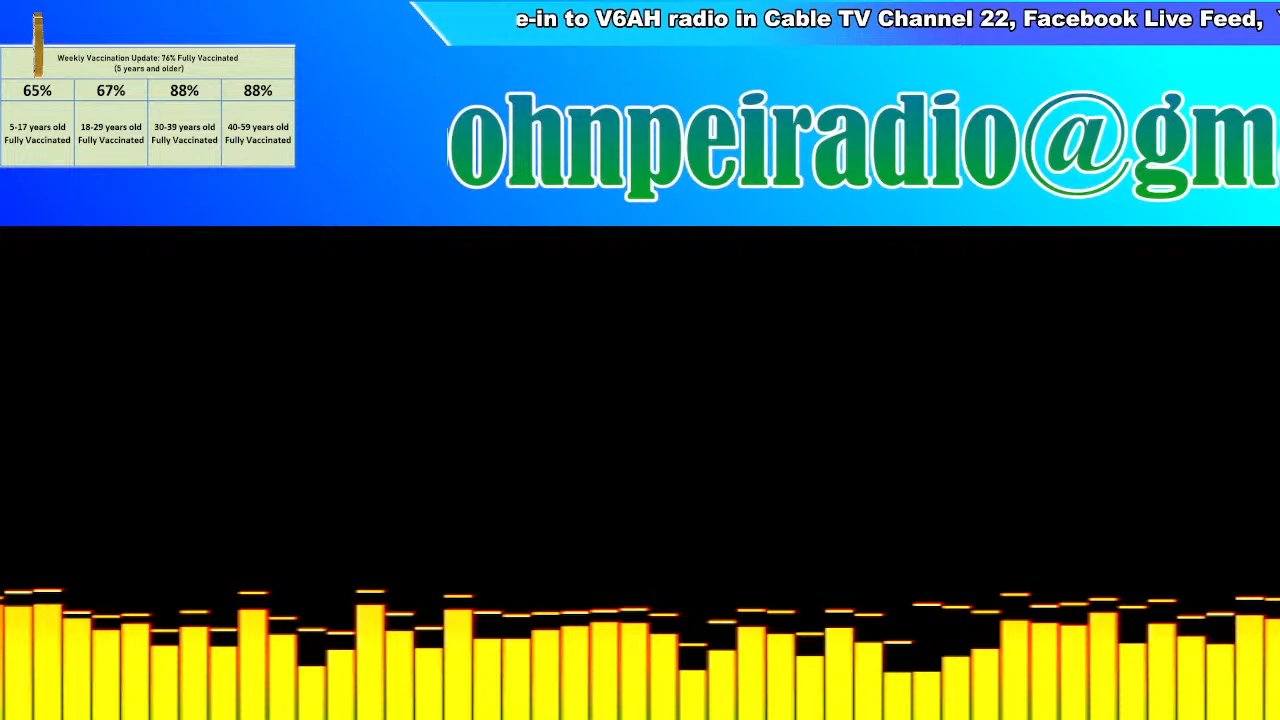 e-in to V6AH radio in Cable TV Channel 22, Facebook Live Feed,
Weekly Vaccination Update: 76% Fully Vaccinated
(5 years and older)
65% 67% 88% 88%
5-17 years old 18-29 years old 30-39 years old 40-59 years old
Fully Vaccinated Fully Vaccinated Fully Vaccinated Fully Vaccinated
ohnpeiradio@gm